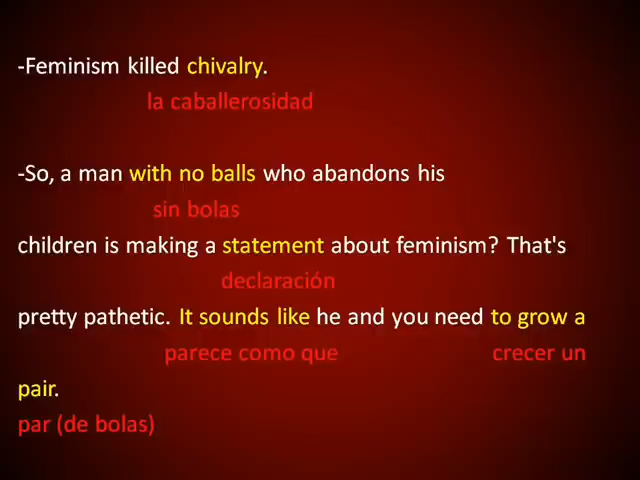 -Feminism killed chivalry.
la caballerosidad
-So, a man with no balls who abandons his
sin bolas
children is making a statement about feminism? That's
declaración
pretty pathetic. It sounds like he and you need to grow a
parece como que crecer un
pair.
par (de bolas)